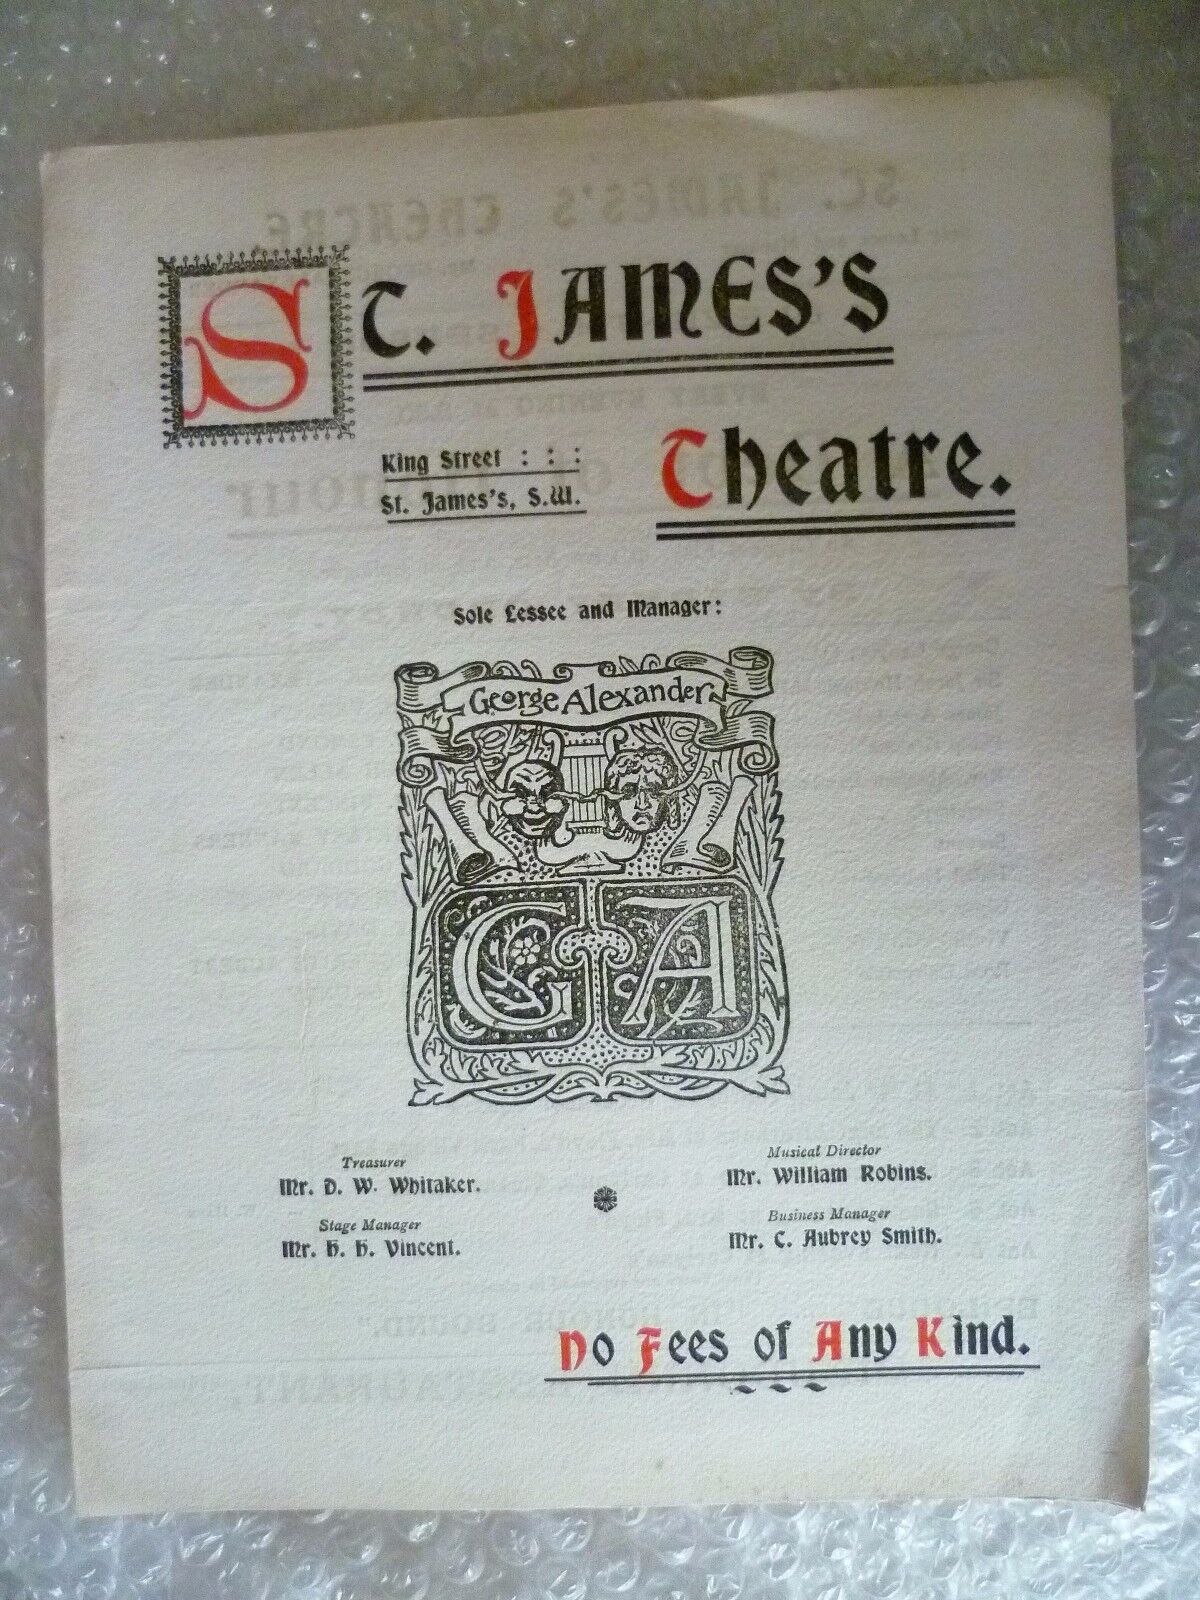 St. James's
Theatre.
King Street : : :
St. James's, S.W.
Sole Lessee and Manager:
George Alexander
G A
Treasurer
Mr. D. W. Whitaker.
Stage Manager
Mr. H. H. Vincent.
Musical Director
Mr. William Robins.
Business Manager
Mr. C. Aubrey Smith.
No Fees of Any Kind.